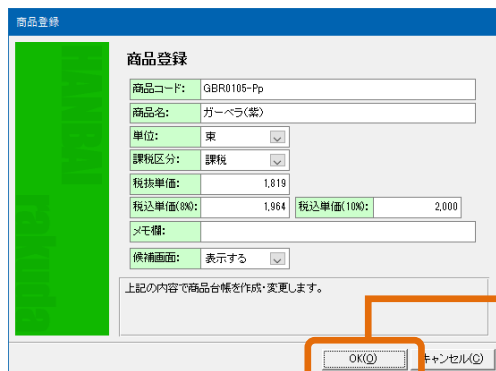 商品登録
HANBAI
rakuda
商品登録
商品コード: GBR0105-Pp
商品名: ガーベラ(紫)
単位: 束
課税区分: 課税
税抜単価: 1,819
税込単価(8%): 1,964 税込単価(10%): 2,000
メモ欄:
候補画面: 表示する
上記の内容で商品台帳を作成・変更します。
OK(O) キャンセル(C)